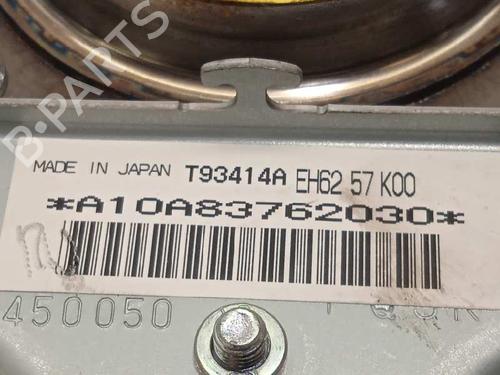 B-PARTS
MADE IN JAPAN T93414A EH62 57 K00
*A10A83762030*
450050